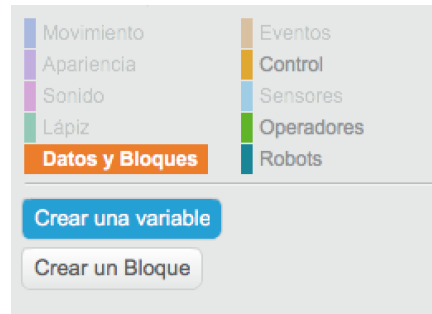 Movimiento
Apariencia
Sonido
Lápiz
Datos y Bloques
Eventos
Control
Sensores
Operadores
Robots
Crear una variable
Crear un Bloque